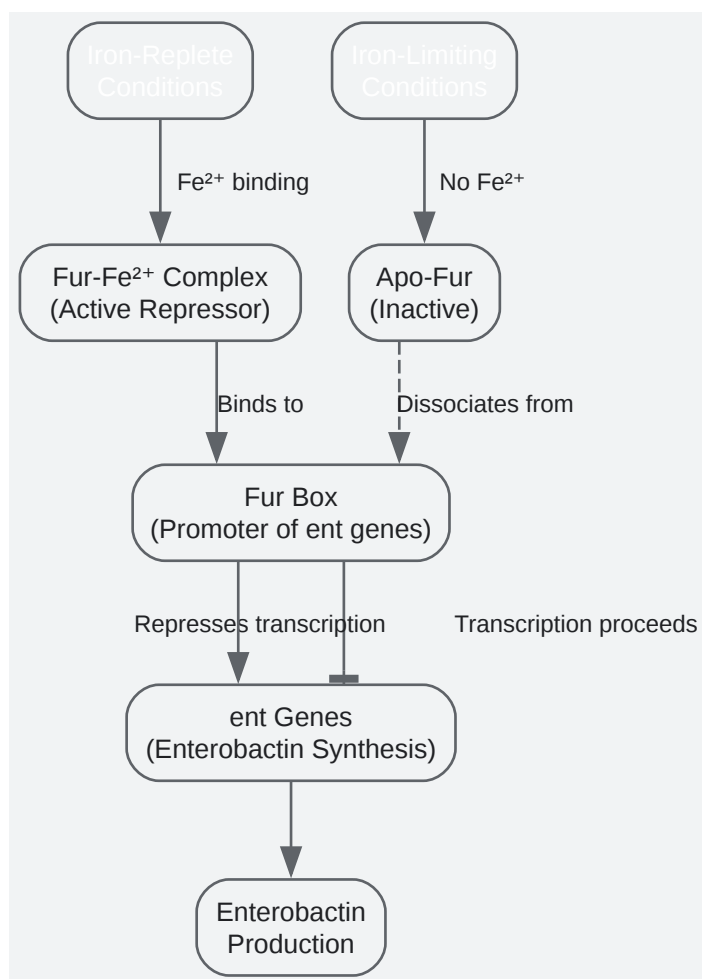 Iron-Replete
Conditions
Iron-Limiting
Conditions
Fe²⁺ binding
No Fe²⁺
Fur-Fe²⁺ Complex
(Active Repressor)
Apo-Fur
(Inactive)
Binds to
Dissociates from
Fur Box
(Promoter of ent genes)
Represses transcription
Transcription proceeds
ent Genes
(Enterobactin Synthesis)
Enterobactin
Production